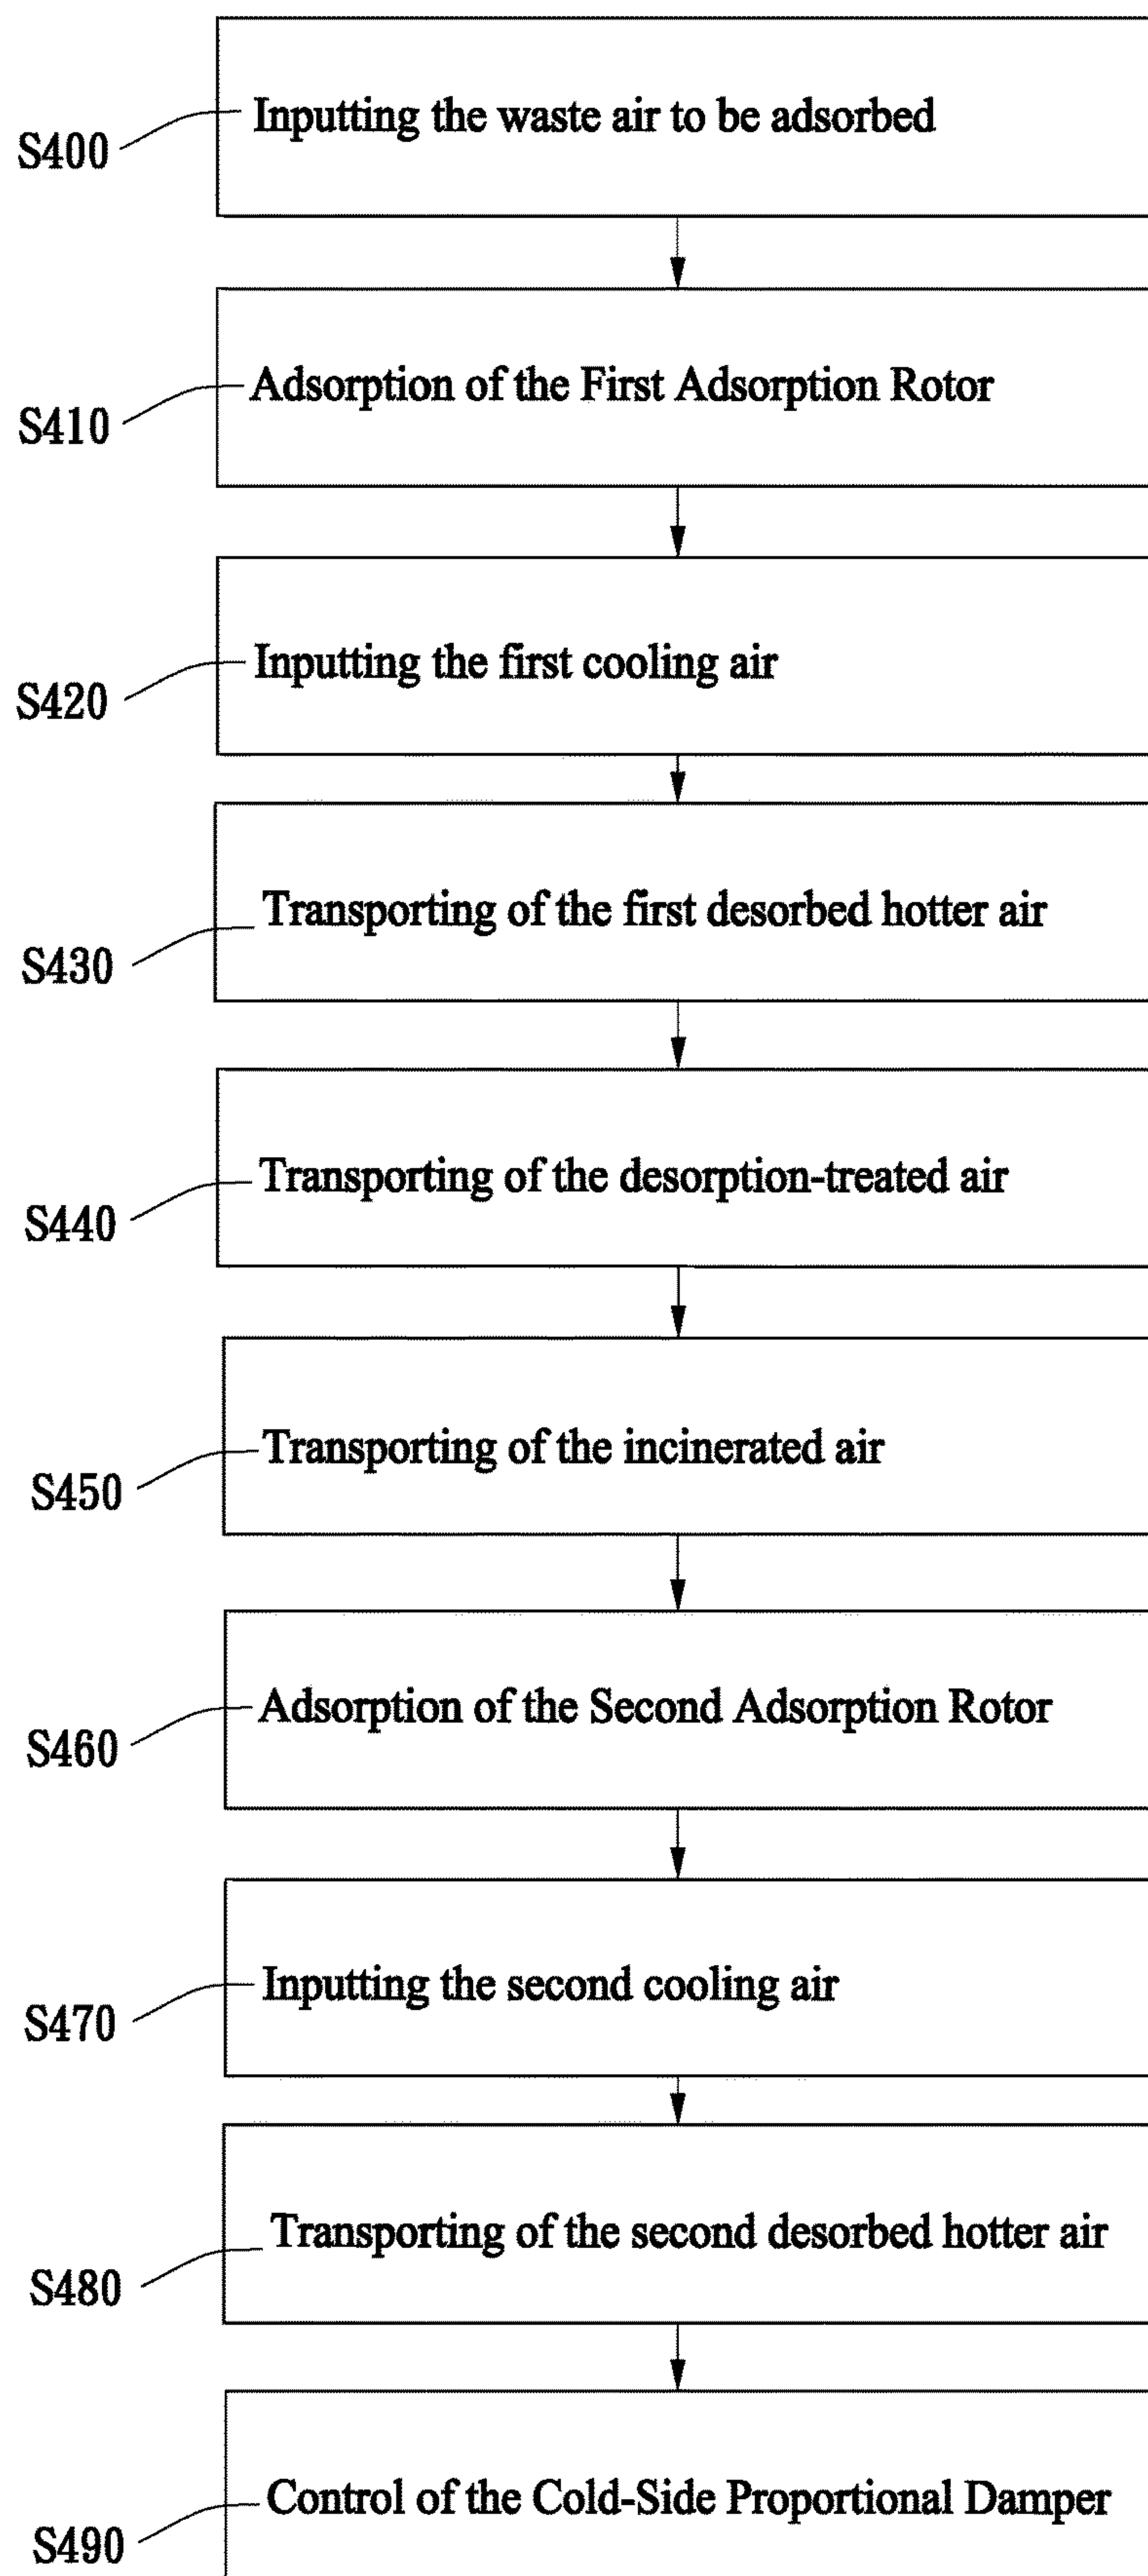 Inputting the waste air to be adsorbed
S400
Adsorption of the First Adsorption Rotor
S410
Inputting the first cooling air
S420
Transporting of the first desorbed hotter air
S430
Transporting of the desorption-treated air
S440
Transporting of the incinerated air
S450
Adsorption of the Second Adsorption Rotor
S460
Inputting the second cooling air
S470
Transporting of the second desorbed hotter air
S480
Control of the Cold-Side Proportional Damper
S490